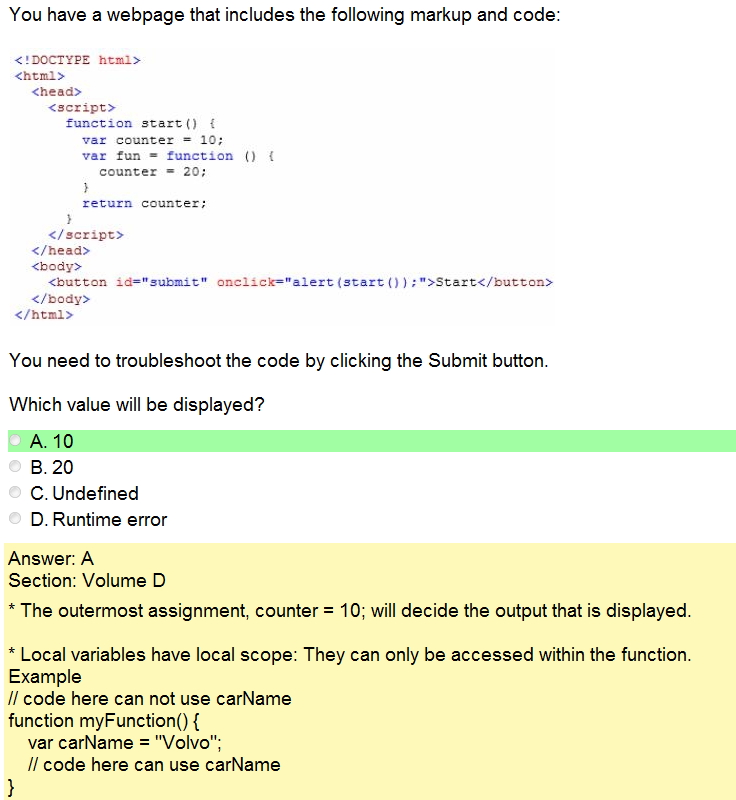 You have a webpage that includes the following markup and code:
<!DOCTYPE html>
<html>
  <head>
    <script>
      function start() {
        var counter = 10;
        var fun = function () {
          counter = 20;
        }
        return counter;
      }
    </script>
  </head>
  <body>
    <button id="submit" onclick="alert(start());">Start</button>
  </body>
</html>
You need to troubleshoot the code by clicking the Submit button.
Which value will be displayed?
A. 10
B. 20
C. Undefined
D. Runtime error
Answer: A
Section: Volume D
* The outermost assignment, counter = 10; will decide the output that is displayed.
* Local variables have local scope: They can only be accessed within the function.
Example
// code here can not use carName
function myFunction() {
    var carName = "Volvo";
    // code here can use carName
}